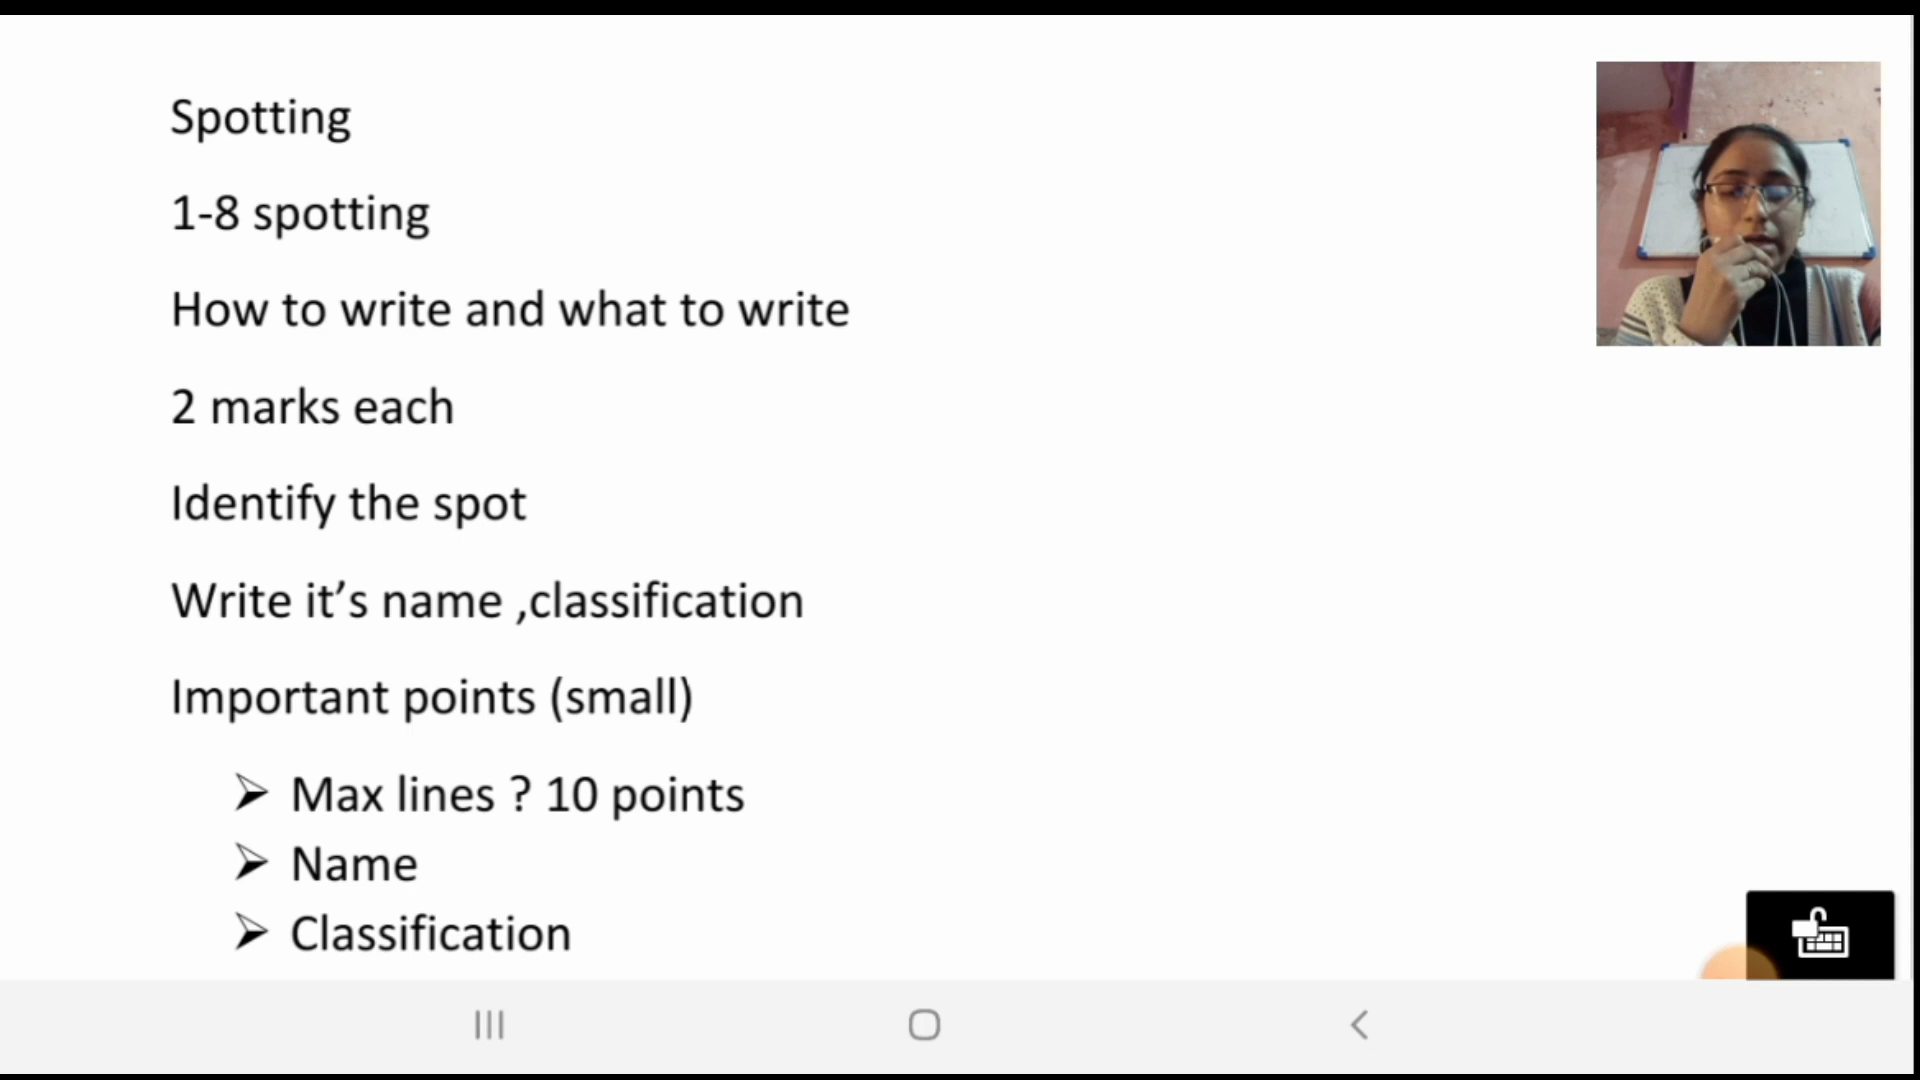 Spotting
1-8 spotting
How to write and what to write
2 marks each
Identify the spot
Write it’s name ,classification
Important points (small)
➢ Max lines ? 10 points
➢ Name
➢ Classification